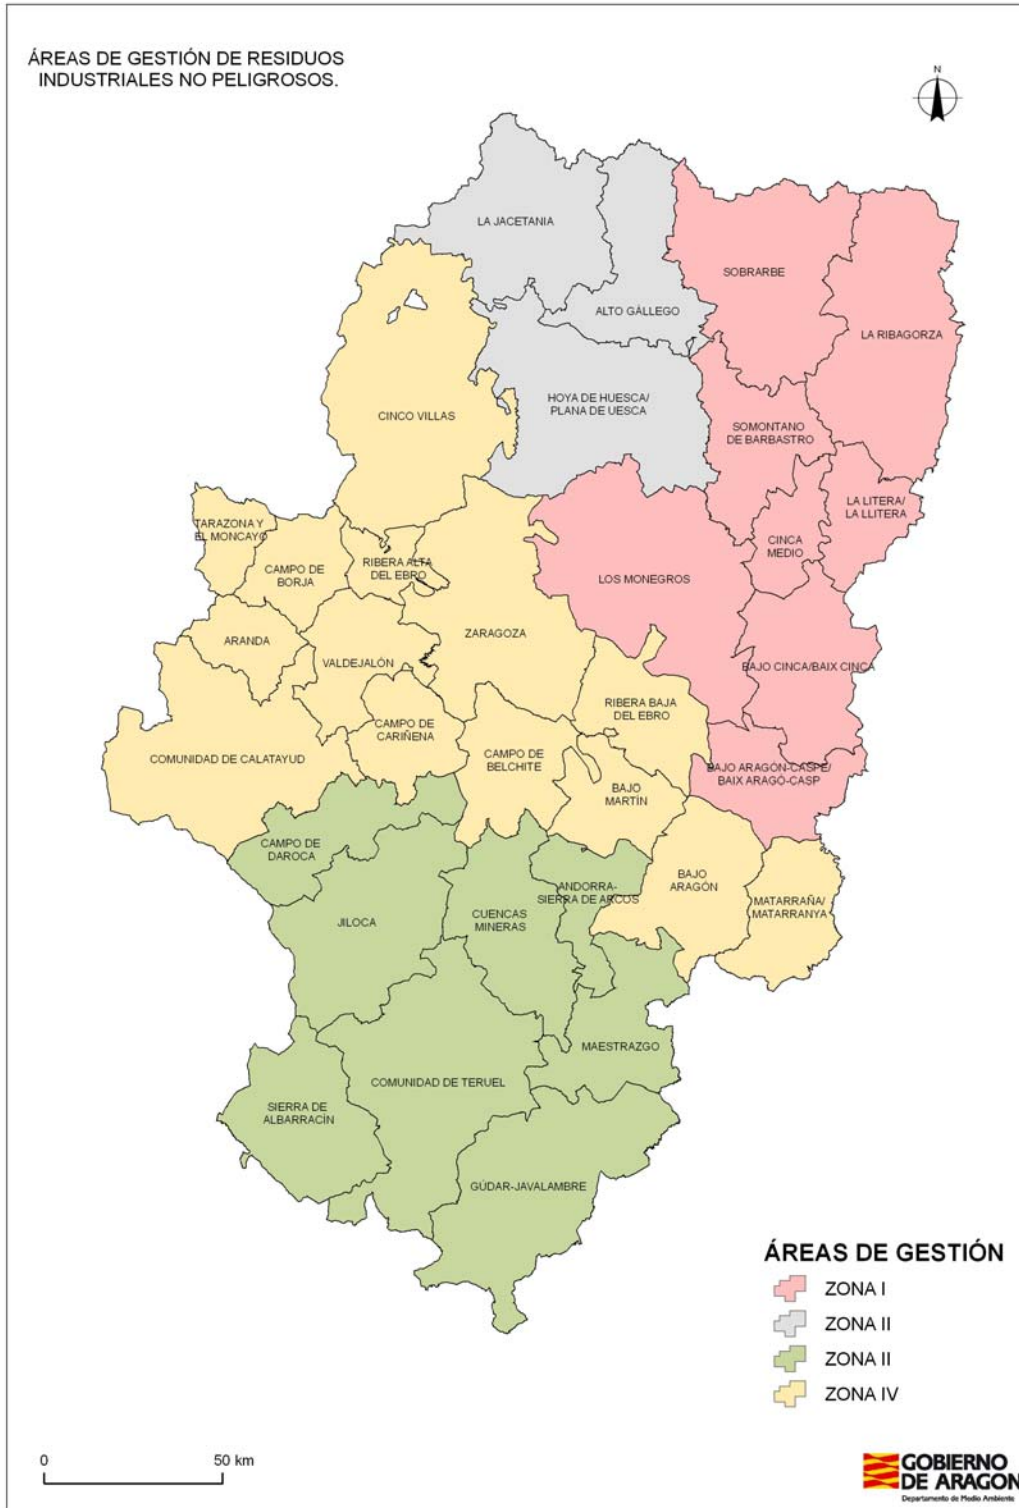 ÁREAS DE GESTIÓN DE RESIDUOS
INDUSTRIALES NO PELIGROSOS.
N
LA JACETANIA
SOBRARBE
ALTO GÁLLEGO
LA RIBAGORZA
HOYA DE HUESCA/
PLANA DE UESCA
CINCO VILLAS
SOMONTANO
DE BARBASTRO
LA LITERA/
LA LLITERA
TARAZONA Y
EL MONCAYO
CINCA
MEDIO
RIBERA ALTA
DEL EBRO
CAMPO DE
BORJA
LOS MONEGROS
ARANDA
ZARAGOZA
VALDEJALÓN
BAJO CINCA/BAIX CINCA
RIBERA BAJA
DEL EBRO
CAMPO DE
CARIÑENA
COMUNIDAD DE CALATAYUD
CAMPO DE
BELCHITE
BAJO ARAGÓN-CASPE/
BAIX ARAGÓ-CASP
BAJO
MARTÍN
CAMPO DE
DAROCA
BAJO
ARAGÓN
ANDORRA-
SIERRA DE ARCOS
MATARRAÑA/
MATARRANYA
JILOCA
CUENCAS
MINERAS
MAESTRAZGO
COMUNIDAD DE TERUEL
SIERRA DE
ALBARRACÍN
GÚDAR-JAVALAMBRE
ÁREAS DE GESTIÓN
ZONA I
ZONA II
ZONA II
ZONA IV
0 50 km
GOBIERNO
DE ARAGON
Departamento de Medio Ambiente